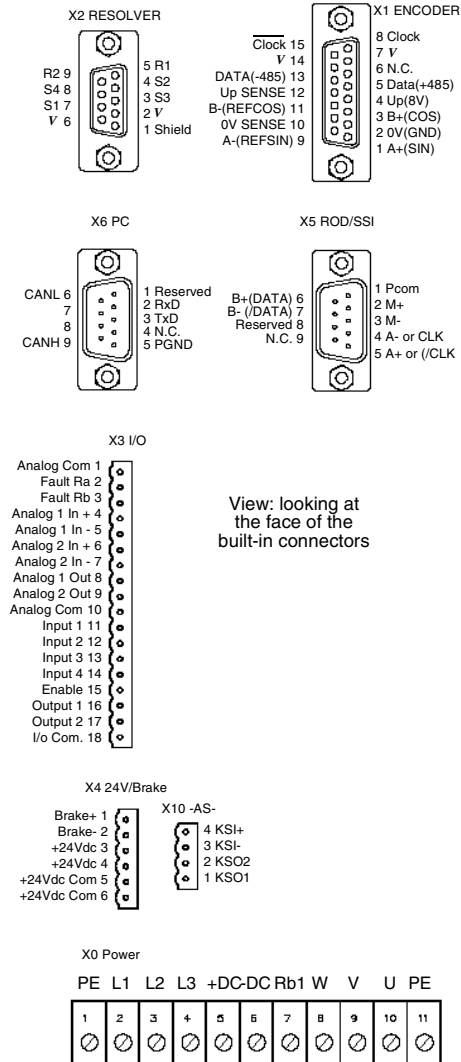 X2 RESOLVER
R2 9
S4 8
S1 7
V 6
5 R1
4 S2
3 S3
2 V
1 Shield
X1 ENCODER
Clock 15
V 14
DATA(-485) 13
Up SENSE 12
B-(REFCOS) 11
0V SENSE 10
A-(REFSIN) 9
8 Clock
7 V
6 N.C.
5 Data(+485)
4 Up(8V)
3 B+(COS)
2 0V(GND)
1 A+(SIN)
X6 PC
CANL 6
7
8
CANH 9
1 Reserved
2 RxD
3 TxD
4 N.C.
5 PGND
X5 ROD/SSI
B+(DATA) 6
B- (/DATA) 7
Reserved 8
N.C. 9
1 Pcom
2 M+
3 M-
4 A- or CLK
5 A+ or (/CLK
X3 I/O
Analog Com 1
Fault Ra 2
Fault Rb 3
Analog 1 In + 4
Analog 1 In - 5
Analog 2 In + 6
Analog 2 In - 7
Analog 1 Out 8
Analog 2 Out 9
Analog Com 10
Input 1 11
Input 2 12
Input 3 13
Input 4 14
Enable 15
Output 1 16
Output 2 17
I/o Com. 18
View: looking at
the face of the
built-in connectors
X4 24V/Brake
Brake+ 1
Brake- 2
+24Vdc 3
+24Vdc 4
+24Vdc Com 5
+24Vdc Com 6
X10 -AS-
4 KSI+
3 KSI-
2 KSO2
1 KSO1
X0 Power
PE L1 L2 L3 +DC-DC Rb1 W V U PE
1 2 3 4 5 6 7 8 9 10 11